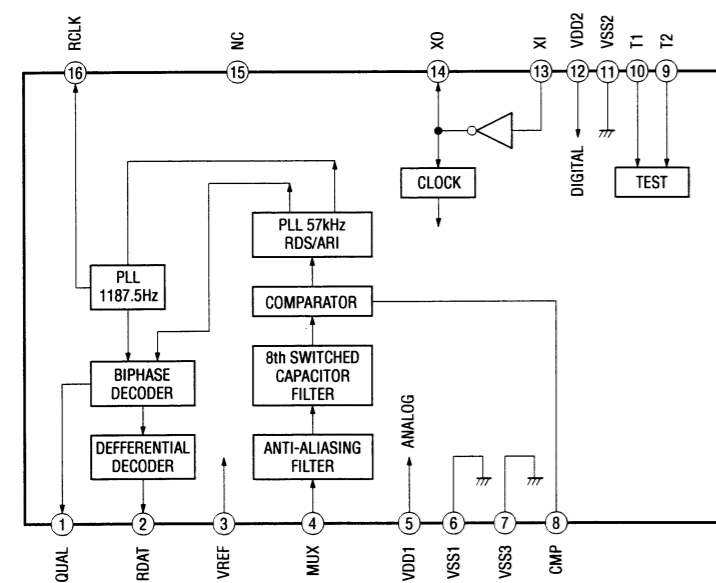 RCLK
NC
XO
XI
VDD2
VSS2
T1
T2
16
15
14
13
12
11
10
9
DIGITAL
CLOCK
TEST
PLL 57kHz
RDS/ARI
PLL
1187.5Hz
COMPARATOR
8th SWITCHED
CAPACITOR
FILTER
BIPHASE
DECODER
ANALOG
DEFFERENTIAL
DECODER
ANTI-ALIASING
FILTER
1
2
3
4
5
6
7
8
QUAL
RDAT
VREF
MUX
VDD1
VSS1
VSS3
CMP